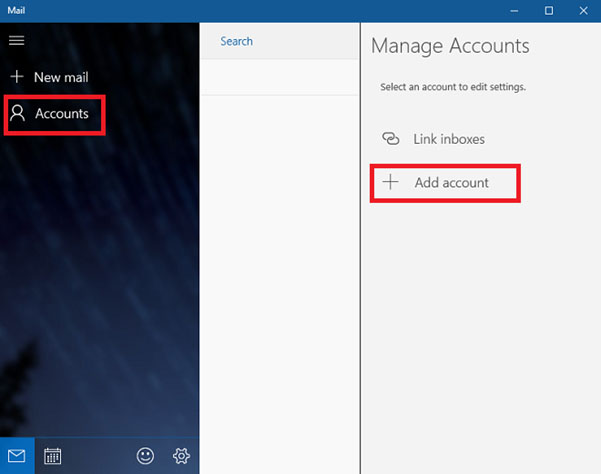 Mail
New mail
Accounts
Search
Manage Accounts
Select an account to edit settings.
Link inboxes
Add account